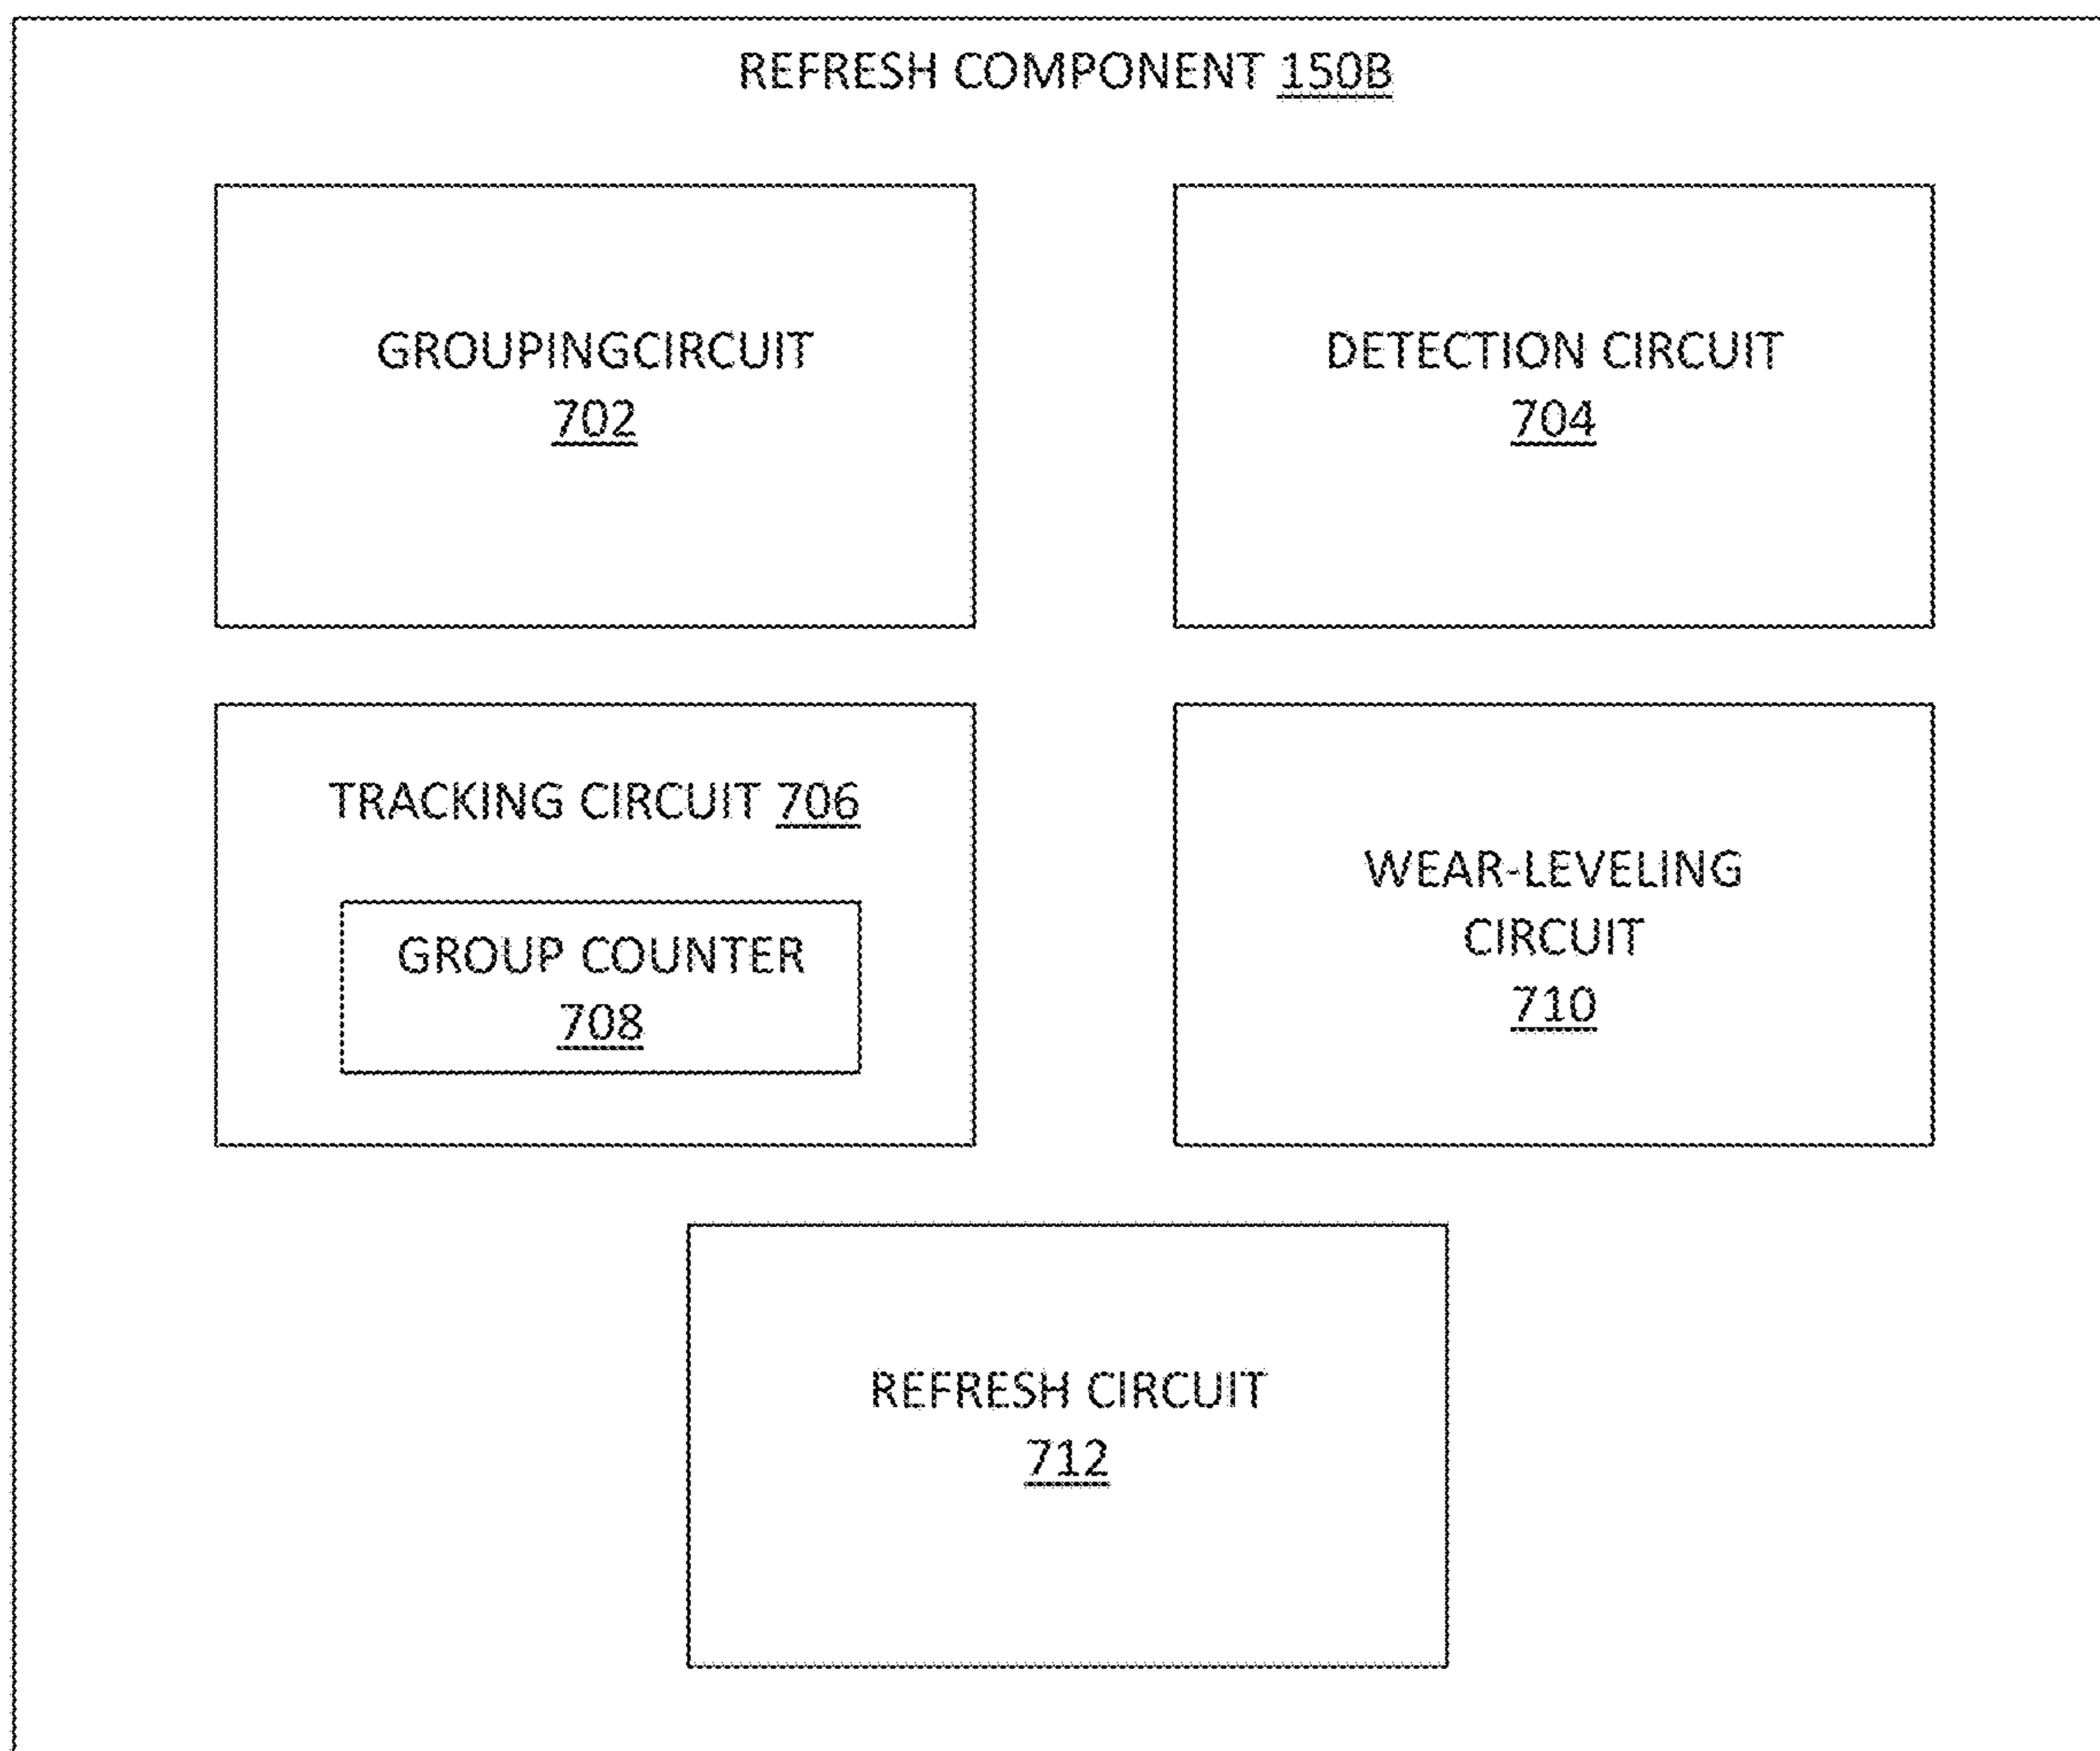 REFRESH COMPONENT 150B
GROUPINGCIRCUIT
702
DETECTION CIRCUIT
704
TRACKING CIRCUIT 706
GROUP COUNTER
708
WEAR-LEVELING
CIRCUIT
710
REFRESH CIRCUIT
712